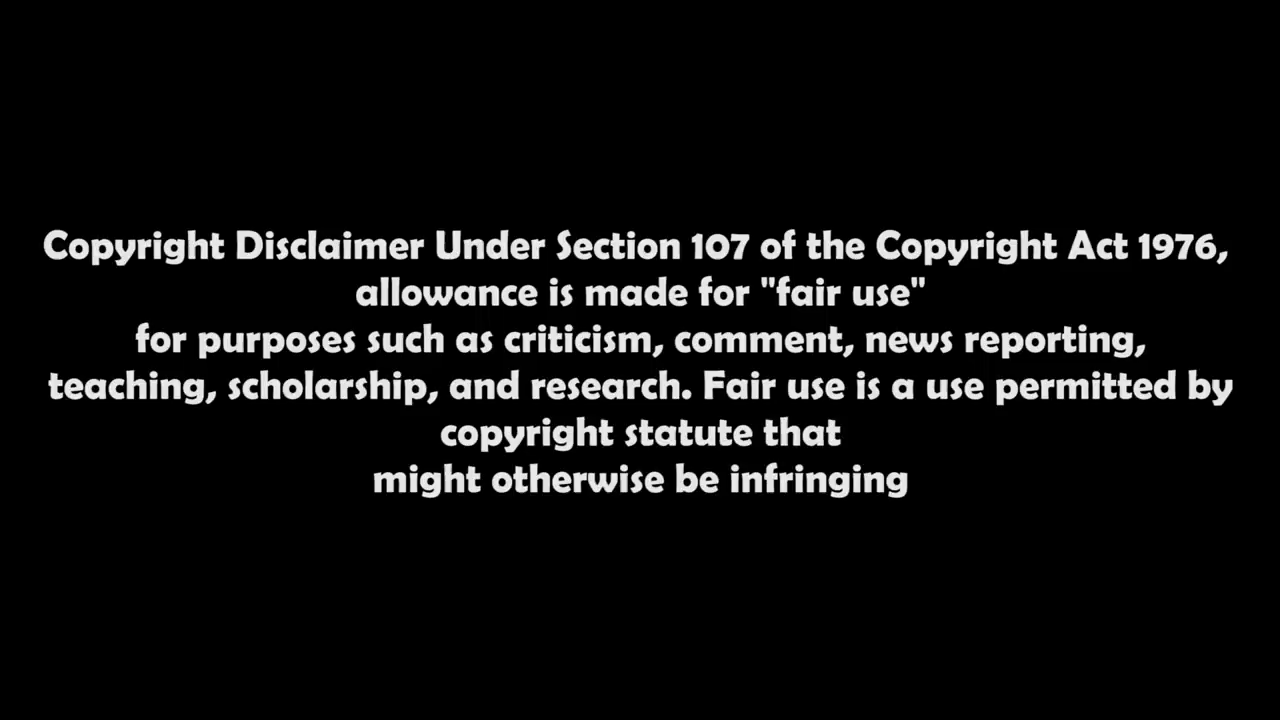 Copyright Disclaimer Under Section 107 of the Copyright Act 1976,
allowance is made for "fair use"
for purposes such as criticism, comment, news reporting,
teaching, scholarship, and research. Fair use is a use permitted by
copyright statute that
might otherwise be infringing